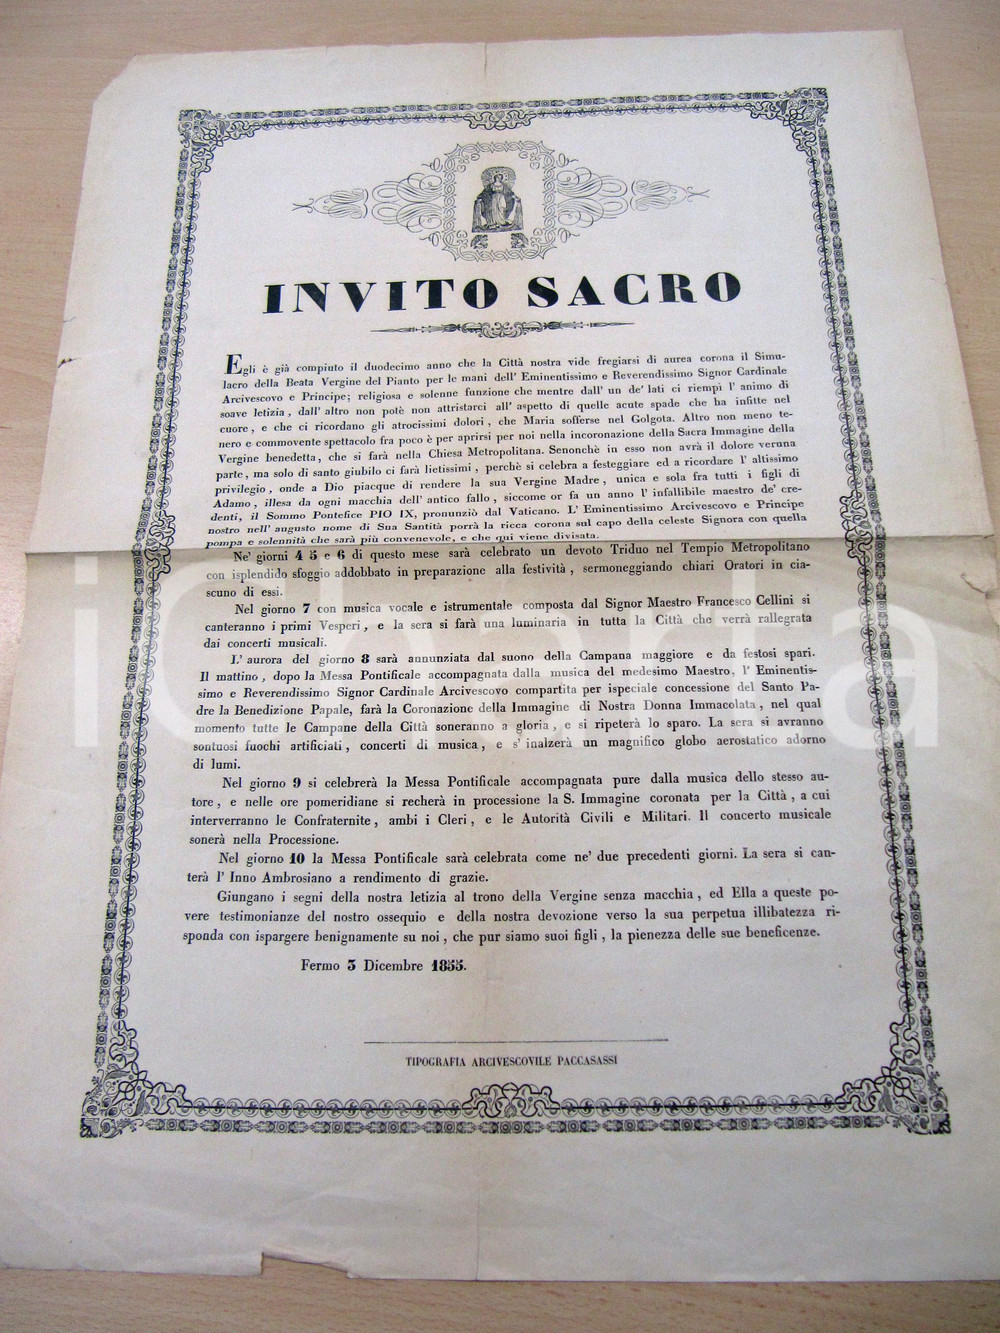 INVITO SACRO
Egli è già compiuto il duodecimo anno che la Città nostra vide fregiarsi di aurea corona il Simu-
lacro della Beata Vergine del Pianto per le mani dell' Eminentissimo e Reverendissimo Signor Cardinale
Arcivescovo e Principe; religiosa e solenne funzione che mentre dall' un de' lati ci riempì l' animo di
soave letizia, dall' altro non potè non attristarci all' aspetto di quelle acute spade che ha infitte nel
cuore, e che ci ricordano gli atrocissimi dolori, che Maria sofferse nel Golgota. Altro non meno te-
nero e commovente spettacolo fra poco è per aprirsi per noi nella incoronazione della Sacra Immagine della
Vergine benedetta, che si farà nella Chiesa Metropolitana. Senonchè in esso non avrà il dolore veruna
parte, ma solo di santo giubilo ci farà lietissimi, perchè si celebra a festeggiare ed a ricordare l' altissimo
privilegio, onde a Dio piacque di rendere la sua Vergine Madre, unica e sola fra tutti i figli di
Adamo, illesa da ogni macchia dell' antico fallo, siccome or fa un anno l' infallibile maestro de' cre-
denti, il Sommo Pontefice PIO IX, pronunziò dal Vaticano. L' Eminentissimo Arcivescovo e Principe
nostro nell' augusto nome di Sua Santità porrà la ricca corona sul capo della celeste Signora con quella
pompa e solennità che sarà più convenevole, e che qui viene divisata.
Ne' giorni 4 5 e 6 di questo mese sarà celebrato un devoto Triduo nel Tempio Metropolitano
con isplendido sfoggio addobbato in preparazione alla festività, sermoneggiando chiari Oratori in cia-
scuno di essi.
Nel giorno 7 con musica vocale e istrumentale composta dal Signor Maestro Francesco Cellini si
canteranno i primi Vesperi, e la sera si farà una luminaria in tutta la Città che verrà rallegrata
dai concerti musicali.
L' aurora del giorno 8 sarà annunziata dal suono della Campana maggiore e da festosi spari.
Il mattino, dopo la Messa Pontificale accompagnata dalla musica del medesimo Maestro, l' Eminentis-
simo e Reverendissimo Signor Cardinale Arcivescovo compartita per ispeciale concessione del Santo Pa-
dre la Benedizione Papale, farà la Coronazione della Immagine di Nostra Donna Immacolata, nel qual
momento tutte le Campane della Città soneranno a gloria, e si ripeterà lo sparo. La sera si avranno
sontuosi fuochi artificiati, concerti di musica, e s' inalzerà un magnifico globo aerostatico adorno
di lumi.
Nel giorno 9 si celebrerà la Messa Pontificale accompagnata pure dalla musica dello stesso au-
tore, e nelle ore pomeridiane si recherà in processione la S. Immagine coronata per la Città, a cui
interverranno le Confraternite, ambi i Cleri, e le Autorità Civili e Militari. Il concerto musicale
sonerà nella Processione.
Nel giorno 10 la Messa Pontificale sarà celebrata come ne' due precedenti giorni. La sera si can-
terà l' Inno Ambrosiano a rendimento di grazie.
Giungano i segni della nostra letizia al trono della Vergine senza macchia, ed Ella a queste po-
vere testimonianze del nostro ossequio e della nostra devozione verso la sua perpetua illibatezza ri-
sponda con ispargere benignamente su noi, che pur siamo suoi figli, la pienezza delle sue beneficenze.
Fermo 3 Dicembre 1855.
TIPOGRAFIA ARCIVESCOVILE PACCASASSI
icharta